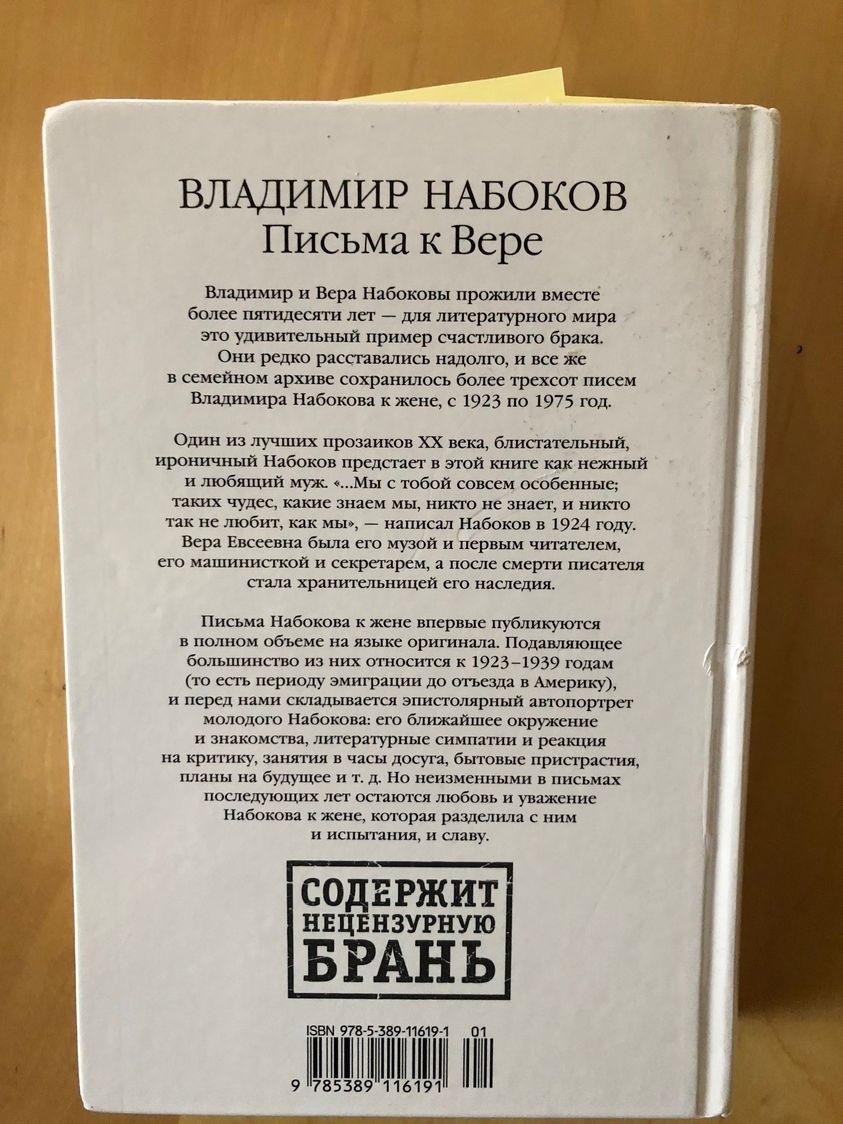 ВЛАДИМИР НАБОКОВ
Письма к Вере
Владимир и Вера Набоковы прожили вместе
более пятидесяти лет — для литературного мира
это удивительный пример счастливого брака.
Они редко расставались надолго, и все же
в семейном архиве сохранилось более трехсот писем
Владимира Набокова к жене, с 1923 по 1975 год.
Один из лучших прозаиков XX века, блистательный,
ироничный Набоков предстает в этой книге как нежный
и любящий муж. «...Мы с тобой совсем особенные;
таких чудес, какие знаем мы, никто не знает, и никто
так не любит, как мы», — написал Набоков в 1924 году.
Вера Евсеевна была его музой и первым читателем,
его машинисткой и секретарем, а после смерти писателя
стала хранительницей его наследия.
Письма Набокова к жене впервые публикуются
в полном объеме на языке оригинала. Подавляющее
большинство из них относится к 1923–1939 годам
(то есть периоду эмиграции до отъезда в Америку),
и перед нами складывается эпистолярный автопортрет
молодого Набокова: его ближайшее окружение
и знакомства, литературные симпатии и реакция
на критику, занятия в часы досуга, бытовые пристрастия,
планы на будущее и т. д. Но неизменными в письмах
последующих лет остаются любовь и уважение
Набокова к жене, которая разделила с ним
и испытания, и славу.
СОДЕРЖИТ
НЕЦЕНЗУРНУЮ
БРАНЬ
ISBN 978-5-389-11619-1 01
9 785389 116191